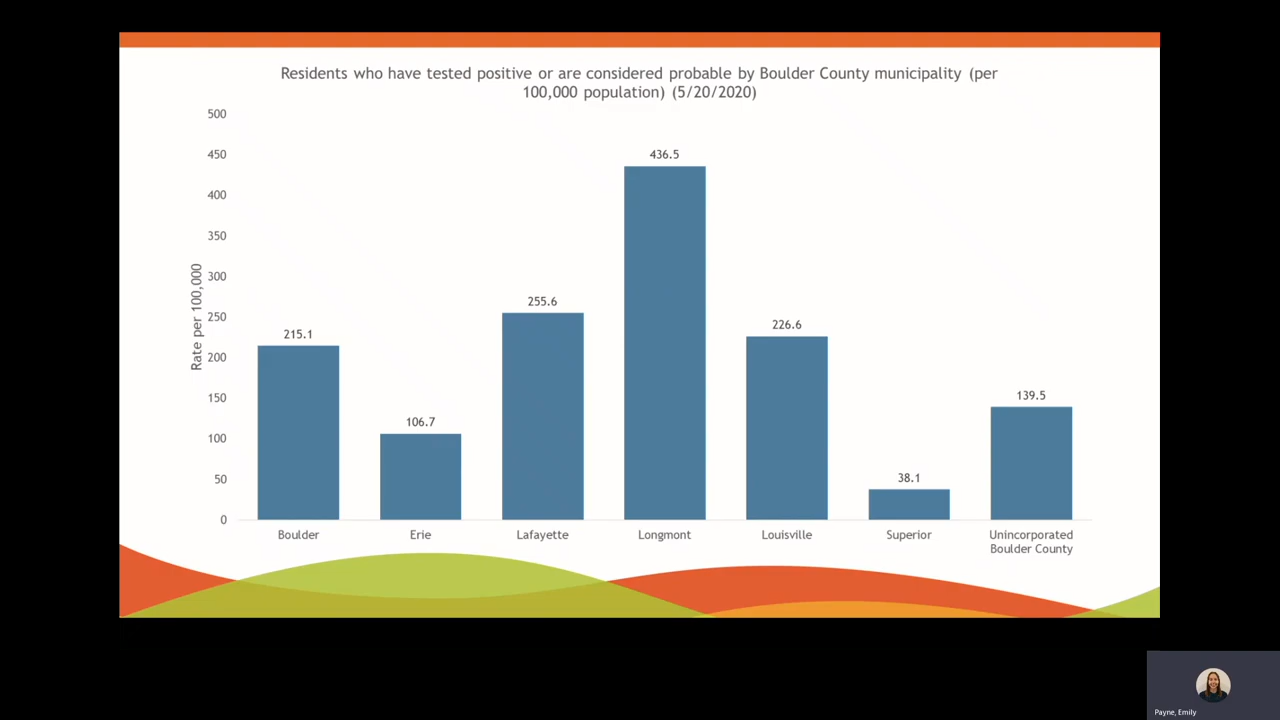 Residents who have tested positive or are considered probable by Boulder County municipality (per
100,000 population) (5/20/2020)
Rate per 100,000
500
450
400
350
300
250
200
150
100
50
0
215.1
106.7
255.6
436.5
226.6
38.1
139.5
Boulder
Erie
Lafayette
Longmont
Louisville
Superior
Unincorporated
Boulder County
Payne, Emily